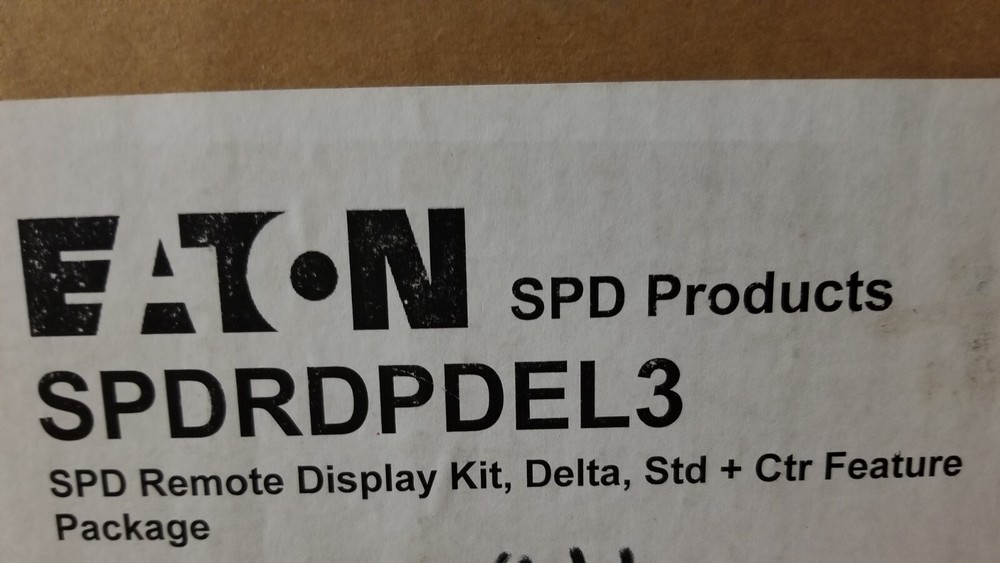 EATON SPD Products
SPDRDPDEL3
SPD Remote Display Kit, Delta, Std + Ctr Feature
Package